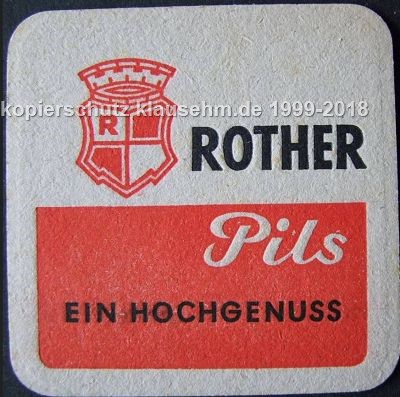 kopierschutz klausehm.de 1999-2018
R
ROTHER
Pils
EIN HOCHGENUSS